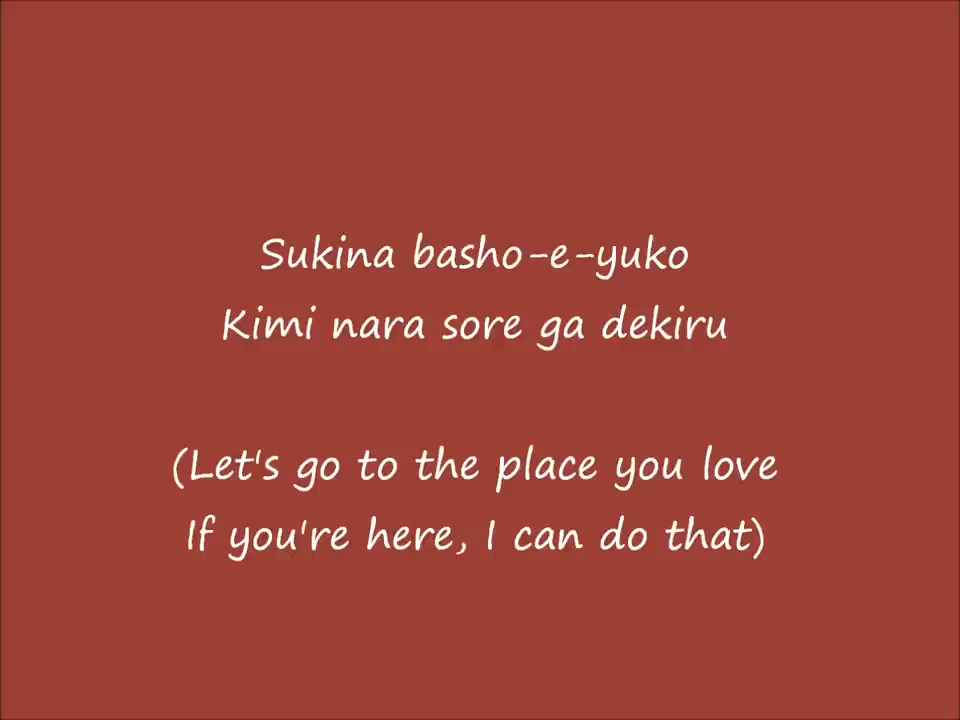 Sukina basho-e-yuko
Kimi nara sore ga dekiru
(Let's go to the place you love
If you're here, I can do that)